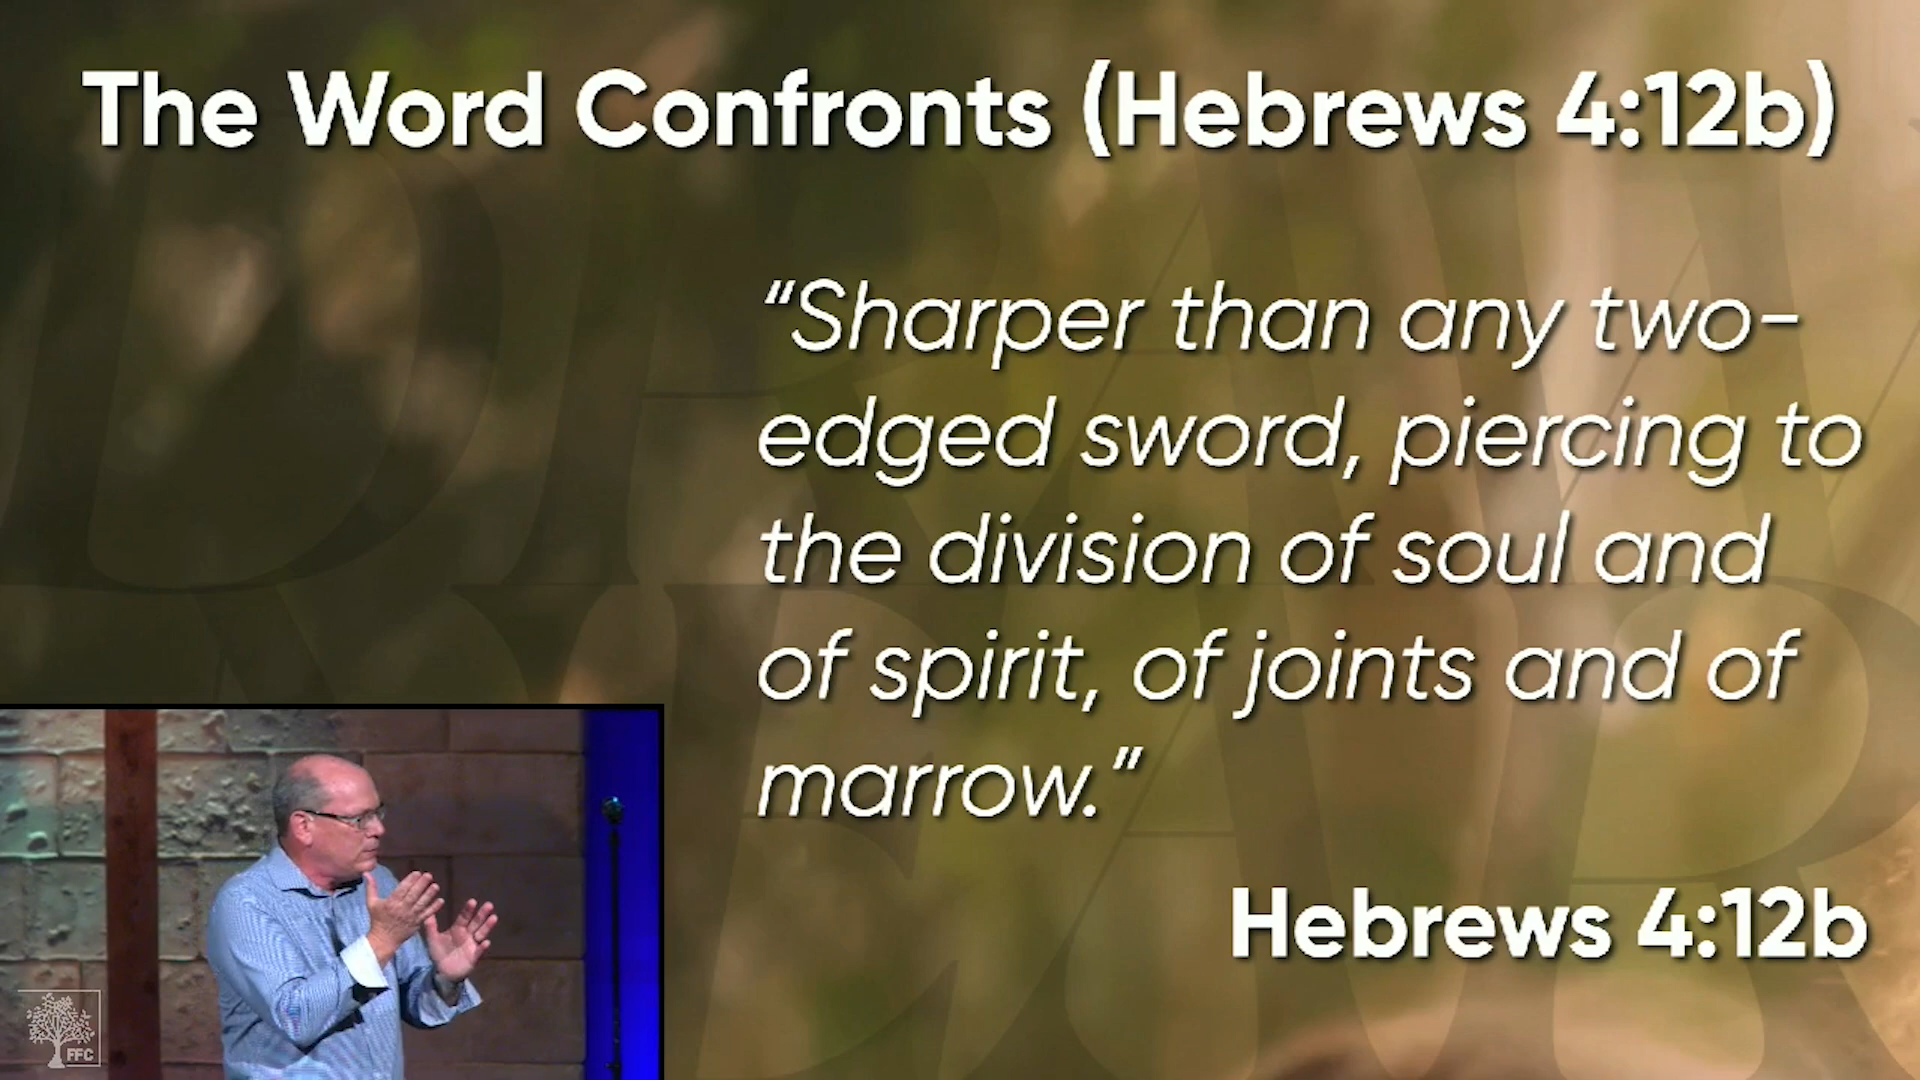 The Word Confronts (Hebrews 4:12b)
“Sharper than any two-
edged sword, piercing to
the division of soul and
of spirit, of joints and of
marrow.”
Hebrews 4:12b
FFC